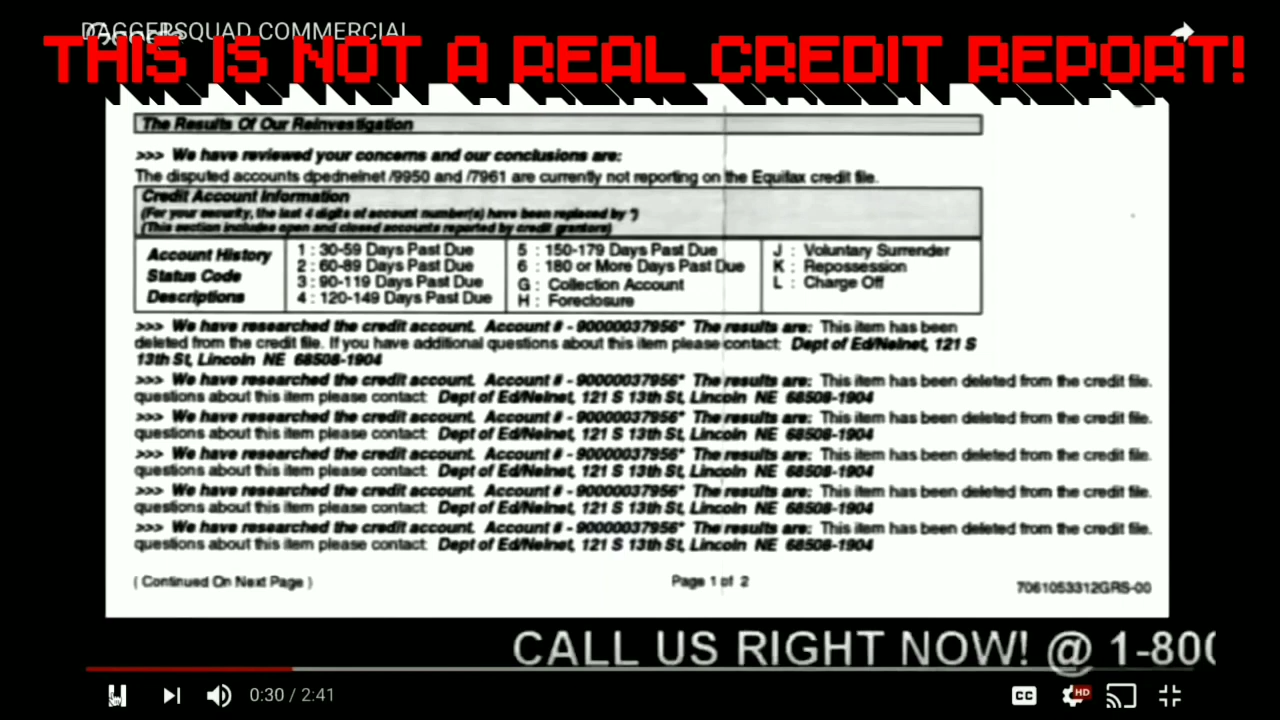 DAGGERSQUAD COMMERCIAL
THIS IS NOT A REAL CREDIT REPORT!
The Results Of Our Reinvestigation
>>> We have reviewed your concerns and our conclusions are:
The disputed accounts dpednelnet /9950 and /7961 are currently not reporting on the Equifax credit file.
Credit Account Information
(For your security, the last 4 digits of account number(s) have been replaced by *)
(This section includes open and closed accounts reported by credit grantors)
Account History
Status Code
Descriptions
1 : 30-59 Days Past Due
2 : 60-89 Days Past Due
3 : 90-119 Days Past Due
4 : 120-149 Days Past Due
5 : 150-179 Days Past Due
6 : 180 or More Days Past Due
G : Collection Account
H : Foreclosure
J : Voluntary Surrender
K : Repossession
L : Charge Off
>>> We have researched the credit account. Account # - 90000037956* The results are: This item has been
deleted from the credit file. If you have additional questions about this item please contact: Dept of Ed/Nelnet, 121 S
13th St, Lincoln NE 68508-1904
>>> We have researched the credit account. Account # - 90000037956* The results are: This item has been deleted from the credit file.
questions about this item please contact: Dept of Ed/Nelnet, 121 S 13th St, Lincoln NE 68508-1904
>>> We have researched the credit account. Account # - 90000037956* The results are: This item has been deleted from the credit file.
questions about this item please contact: Dept of Ed/Nelnet, 121 S 13th St, Lincoln NE 68508-1904
>>> We have researched the credit account. Account # - 90000037956* The results are: This item has been deleted from the credit file.
questions about this item please contact: Dept of Ed/Nelnet, 121 S 13th St, Lincoln NE 68508-1904
>>> We have researched the credit account. Account # - 90000037956* The results are: This item has been deleted from the credit file.
questions about this item please contact: Dept of Ed/Nelnet, 121 S 13th St, Lincoln NE 68508-1904
>>> We have researched the credit account. Account # - 90000037956* The results are: This item has been deleted from the credit file.
questions about this item please contact: Dept of Ed/Nelnet, 121 S 13th St, Lincoln NE 68508-1904
( Continued On Next Page )
Page 1 of 2
7061053312GRS-00
CALL US RIGHT NOW! @ 1-800
0:30 / 2:41
CC
HD